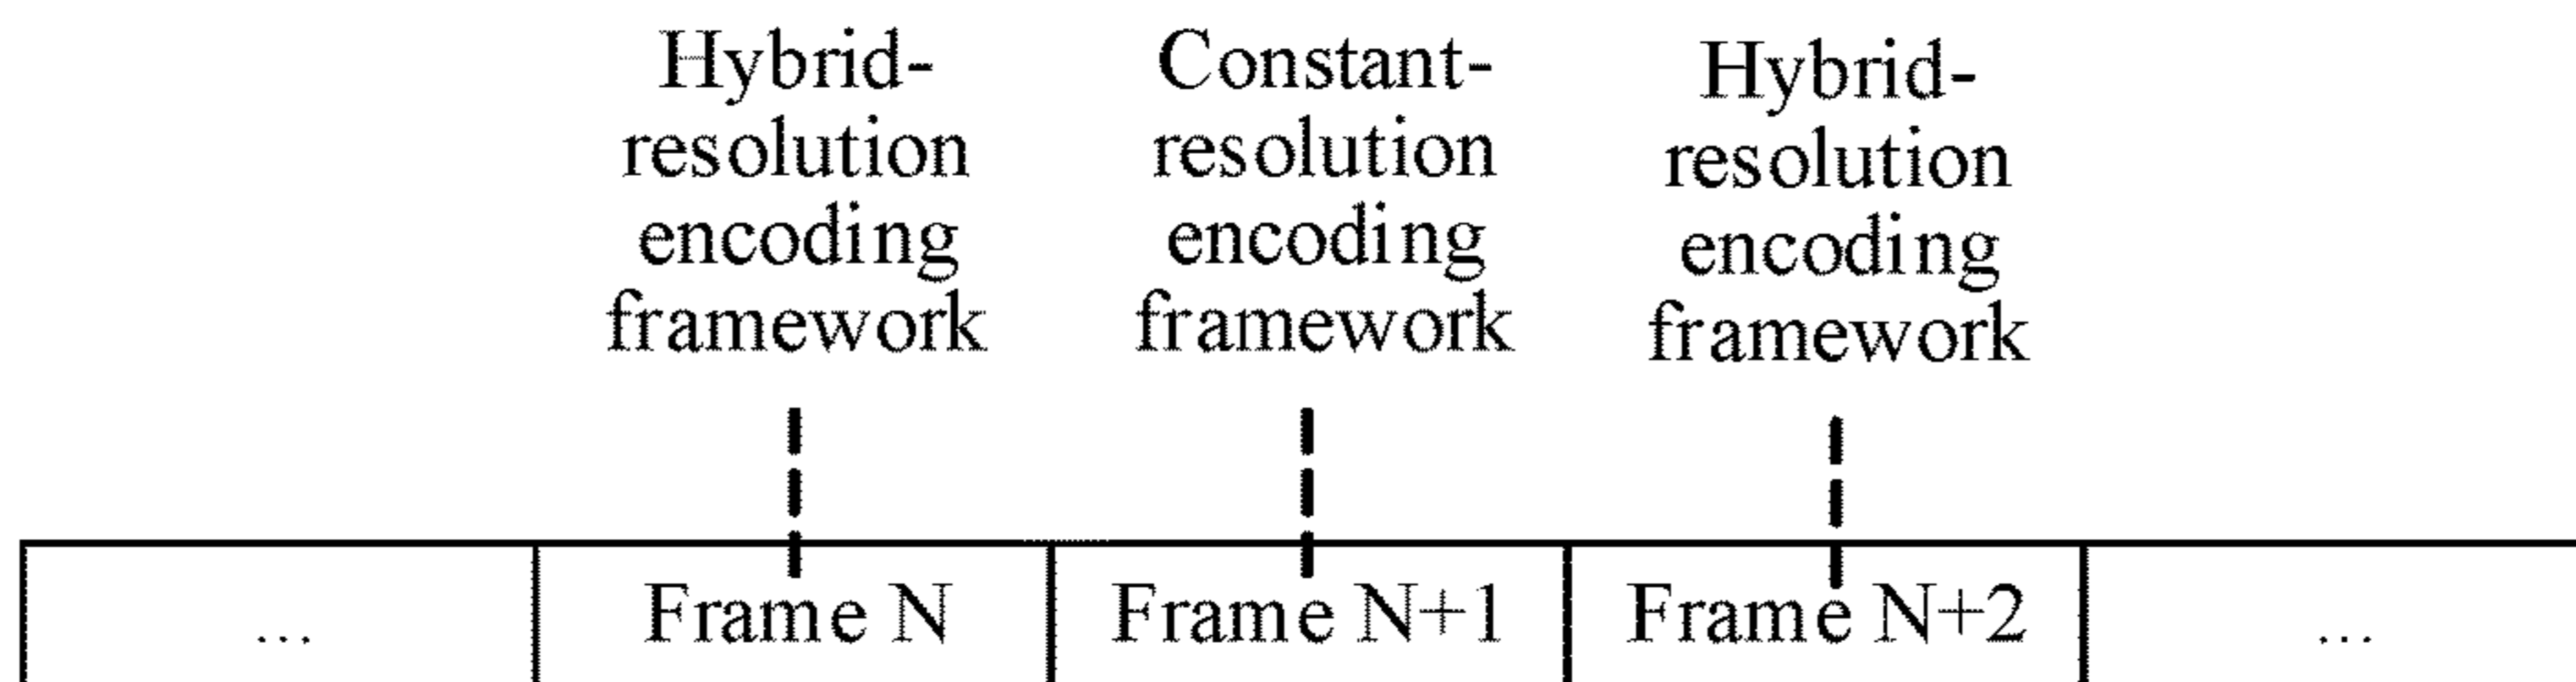 Hybrid-
resolution
encoding
framework
Constant-
resolution
encoding
framework
Hybrid-
resolution
encoding
framework
...
Frame N
Frame N+1
Frame N+2
...